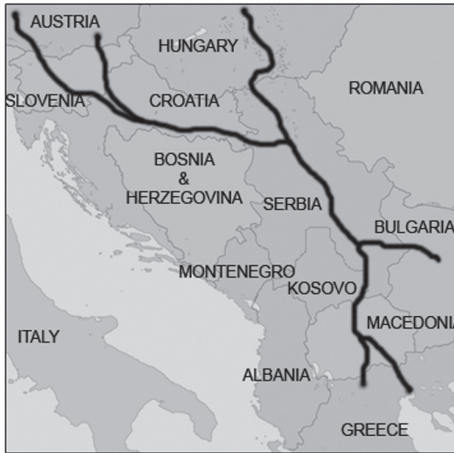 AUSTRIA
HUNGARY
ROMANIA
SLOVENIA
CROATIA
BOSNIA
&
HERZEGOVINA
SERBIA
BULGARIA
MONTENEGRO
KOSOVO
MACEDONIA
ITALY
ALBANIA
GREECE